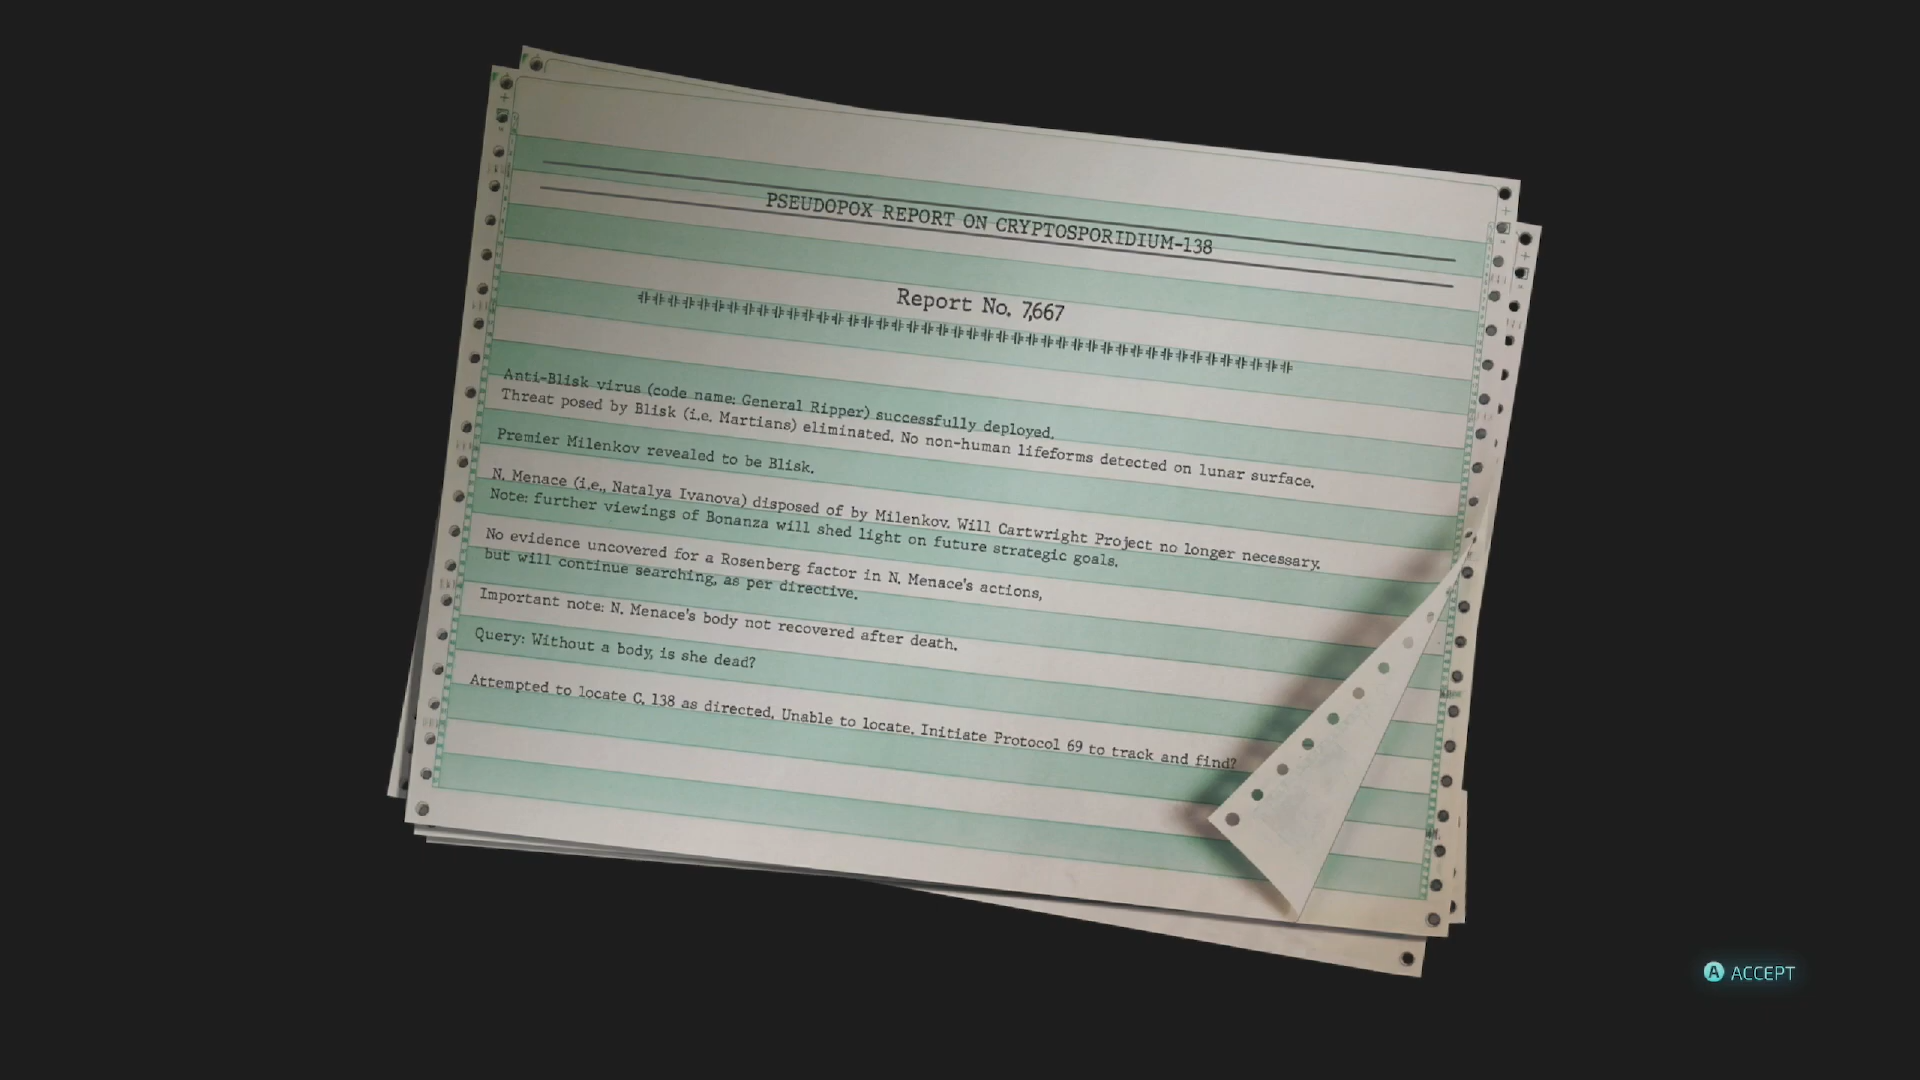 PSEUDOPOX REPORT ON CRYPTOSPORIDIUM-138
Report No. 7,667
Anti-Blisk virus (code name: General Ripper) successfully deployed.
Threat posed by Blisk (i.e. Martians) eliminated. No non-human lifeforms detected on lunar surface.
Premier Milenkov revealed to be Blisk.
N. Menace (i.e., Natalya Ivanova) disposed of by Milenkov. Will Cartwright Project no longer necessary.
Note: further viewings of Bonanza will shed light on future strategic goals.
No evidence uncovered for a Rosenberg factor in N. Menace's actions,
but will continue searching, as per directive.
Important note: N. Menace's body not recovered after death.
Query: Without a body, is she dead?
Attempted to locate C. 138 as directed. Unable to locate. Initiate Protocol 69 to track and find?
A ACCEPT